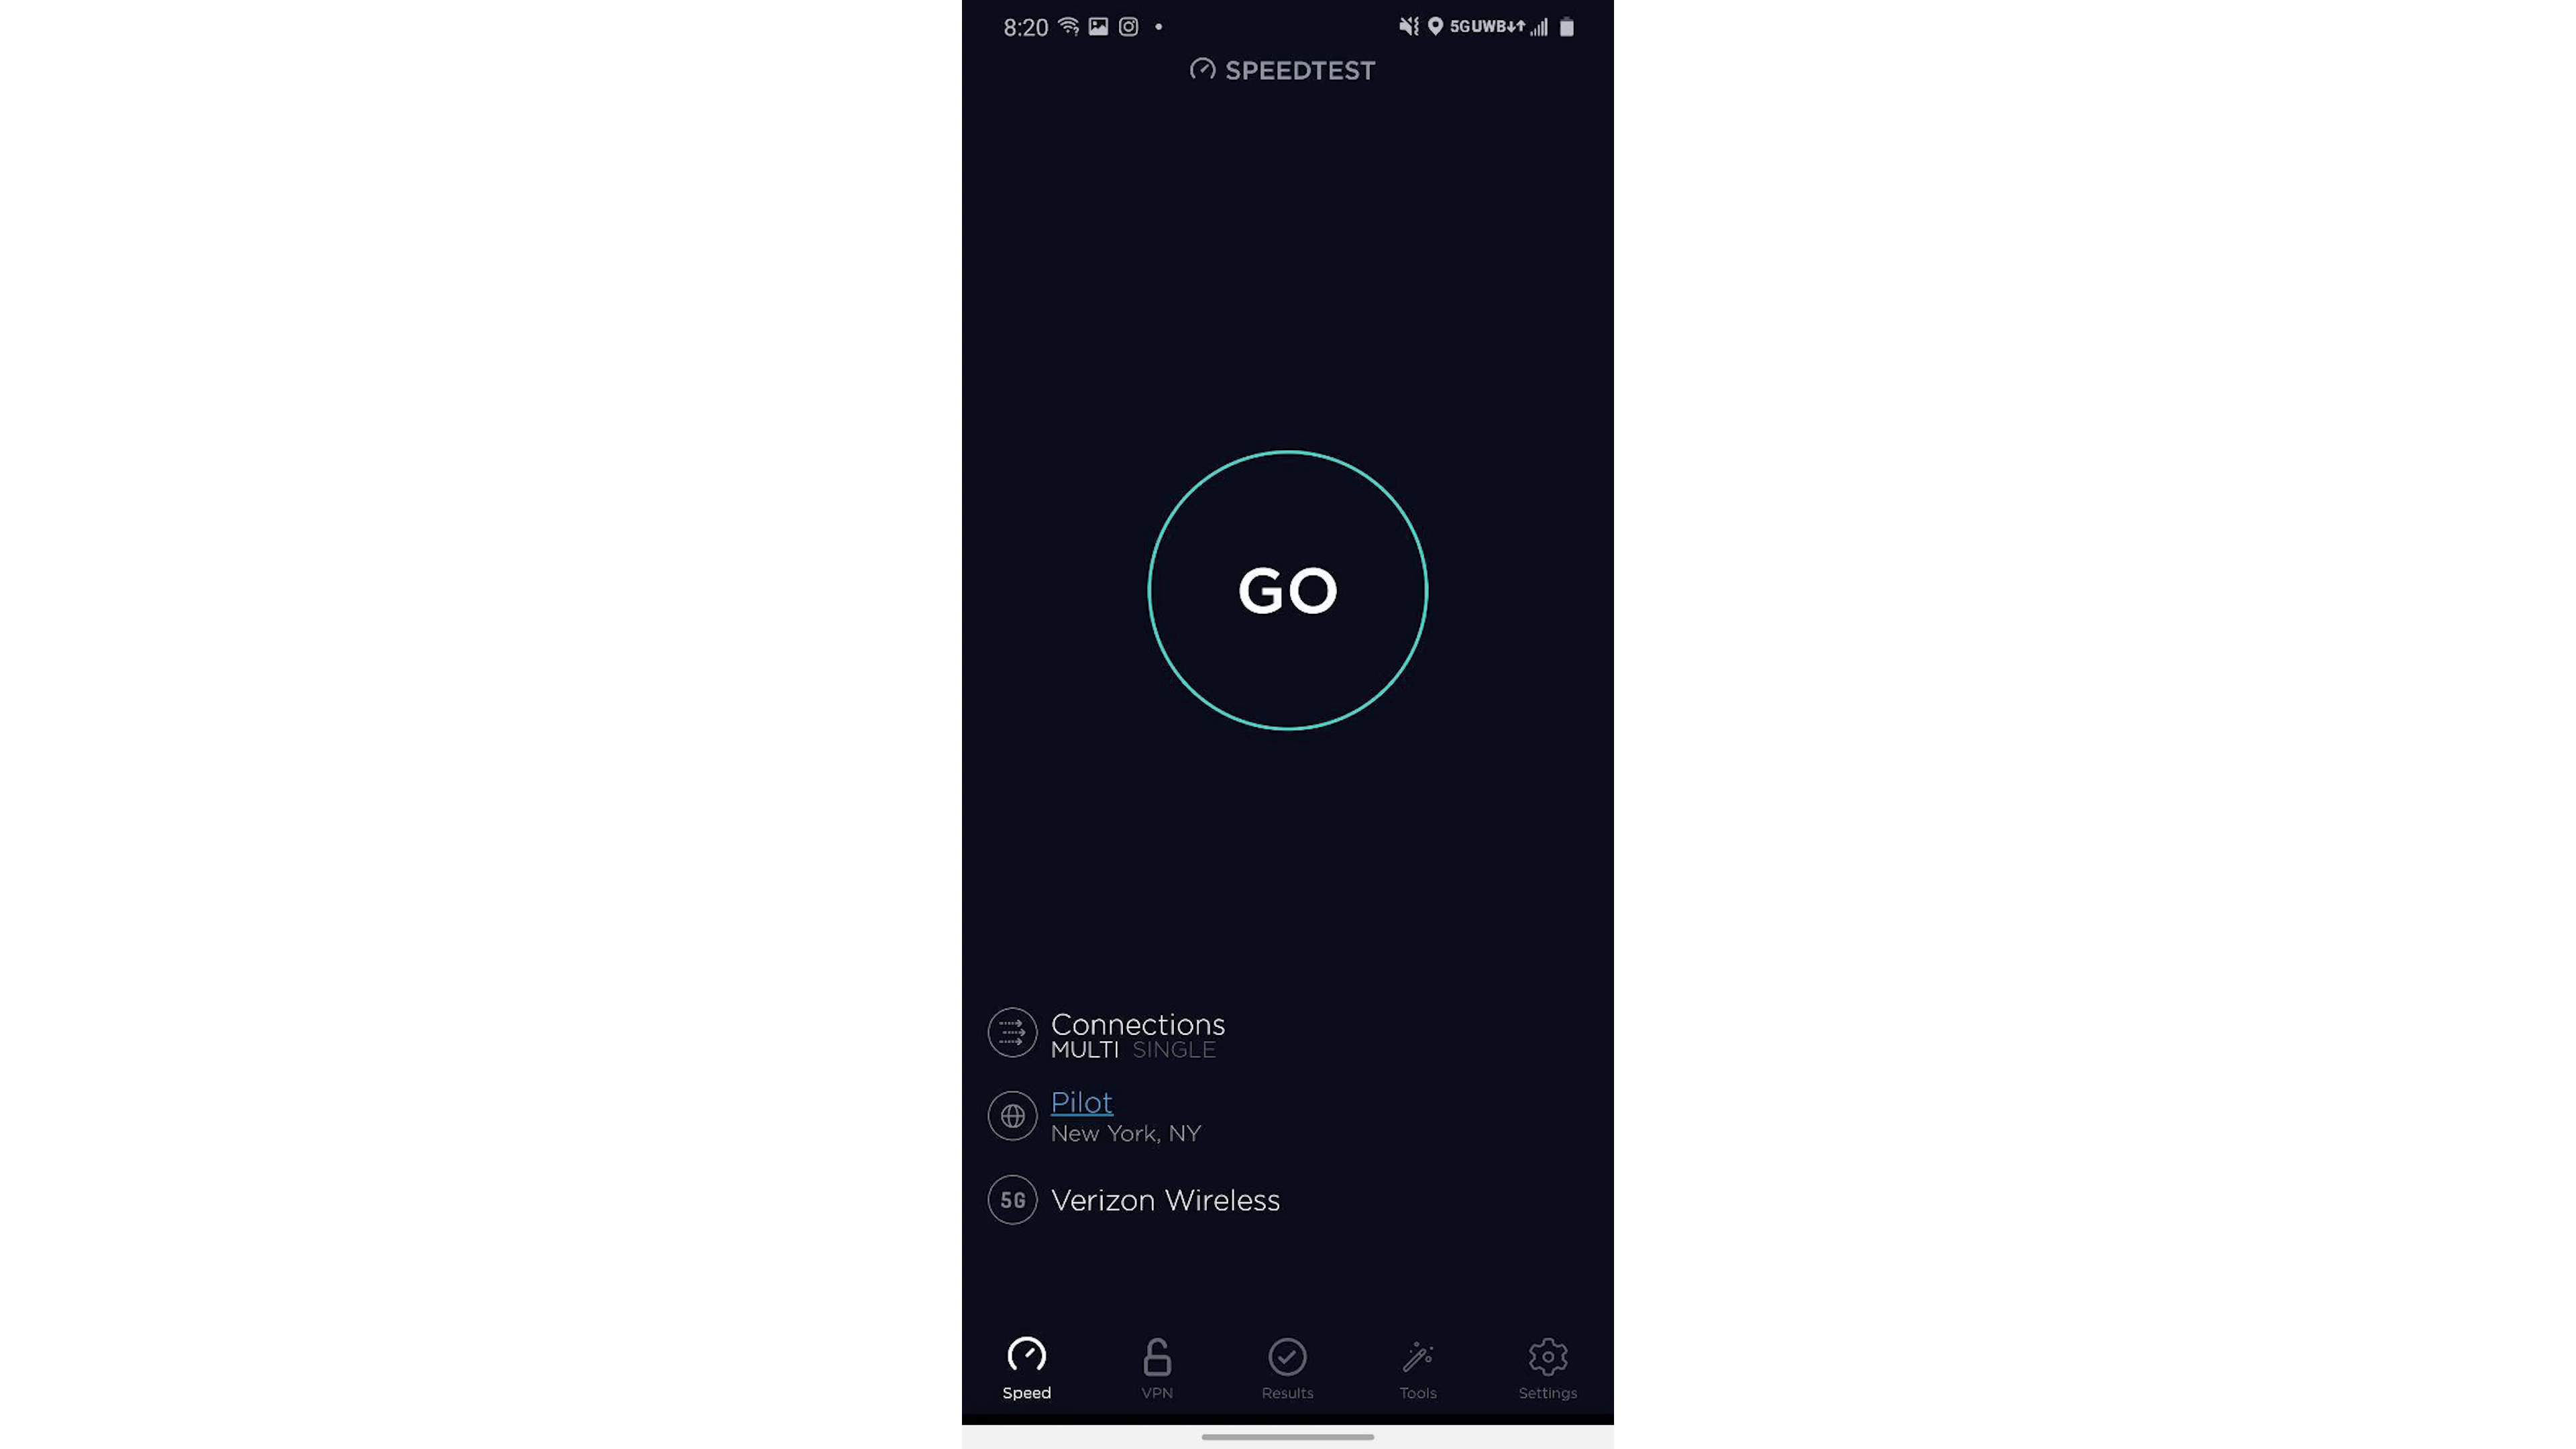 8:20 5GUWB
SPEEDTEST
GO
Connections
MULTI SINGLE
Pilot
New York, NY
5G Verizon Wireless
Speed VPN Results Tools Settings